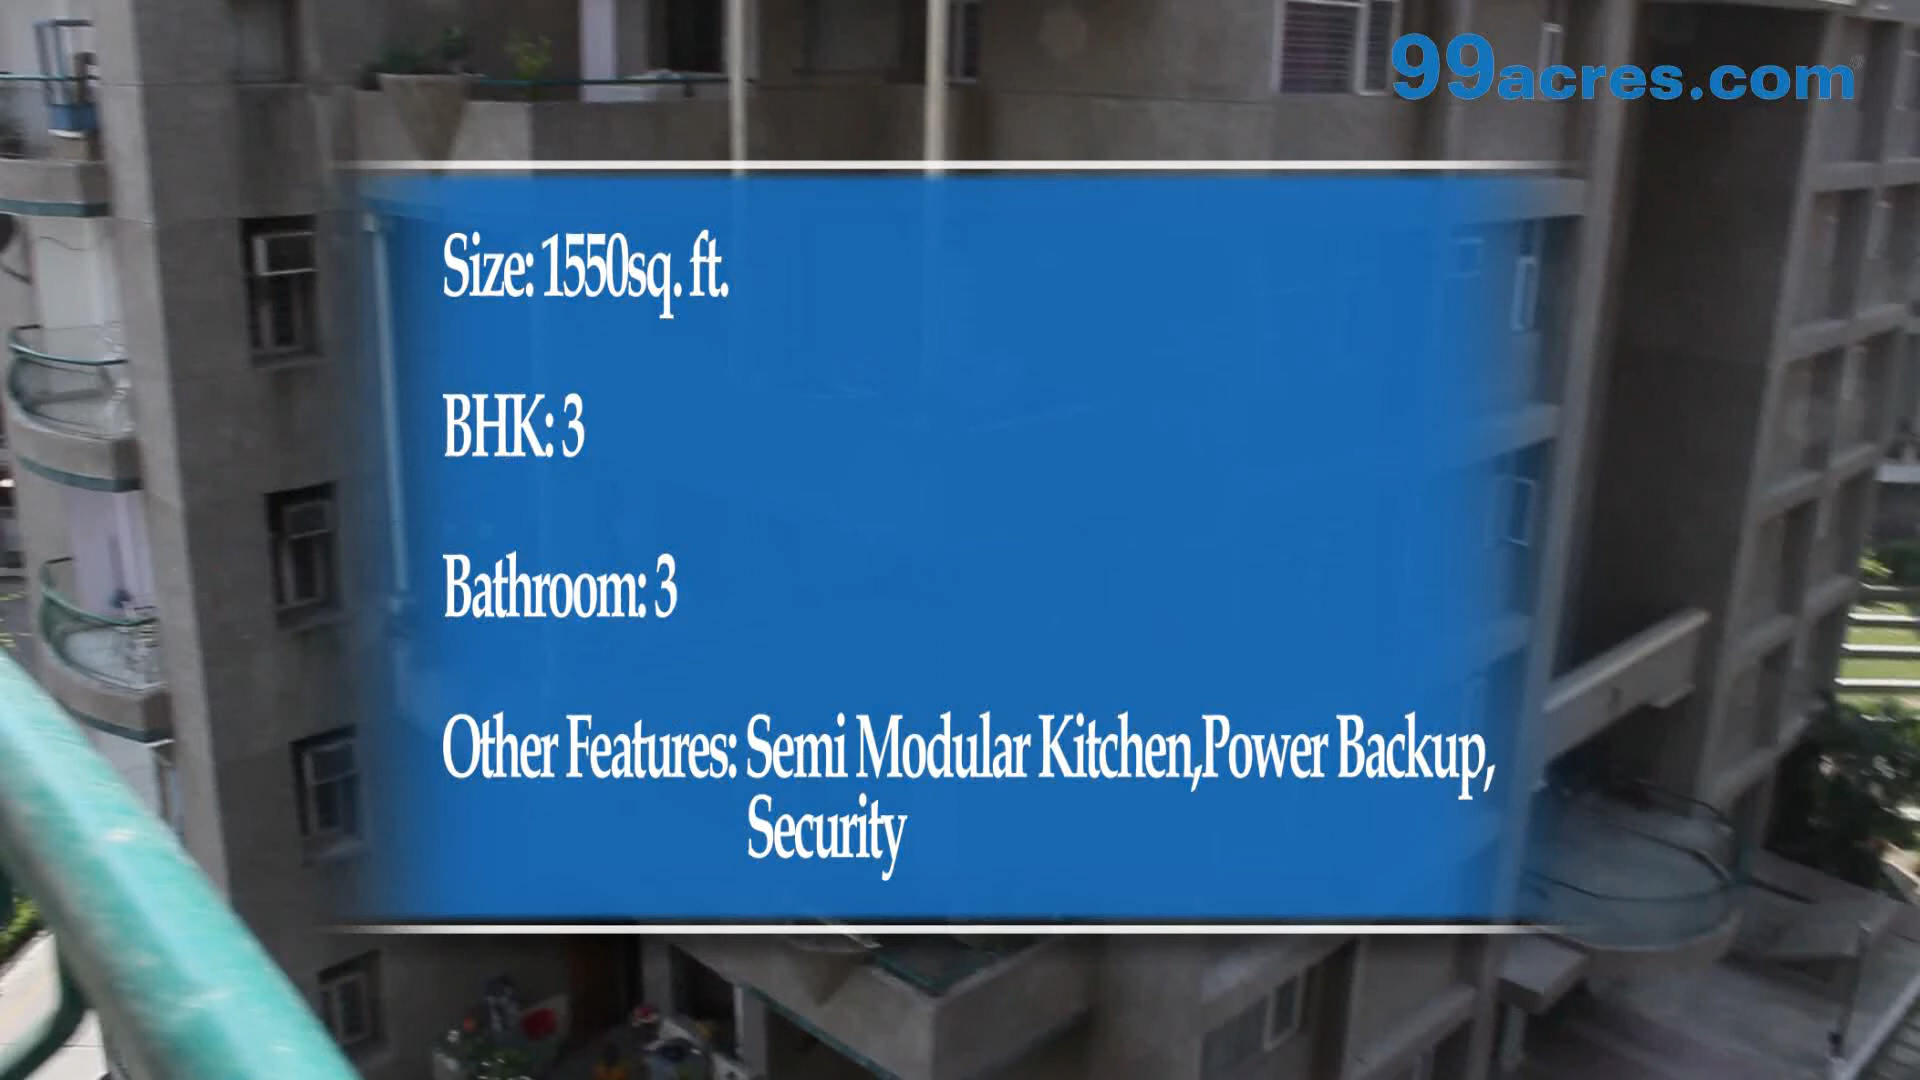 99acres.com
Size: 1550sq. ft.
BHK: 3
Bathroom: 3
Other Features: Semi Modular Kitchen,Power Backup,
Security